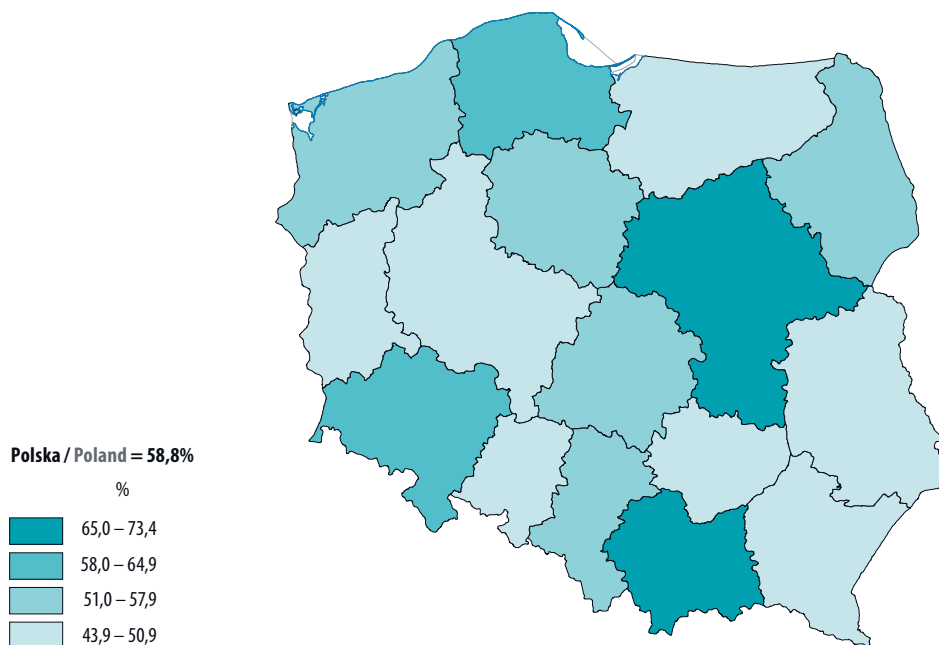 Polska / Poland = 58,8%
%
65,0 – 73,4
58,0 – 64,9
51,0 – 57,9
43,9 – 50,9